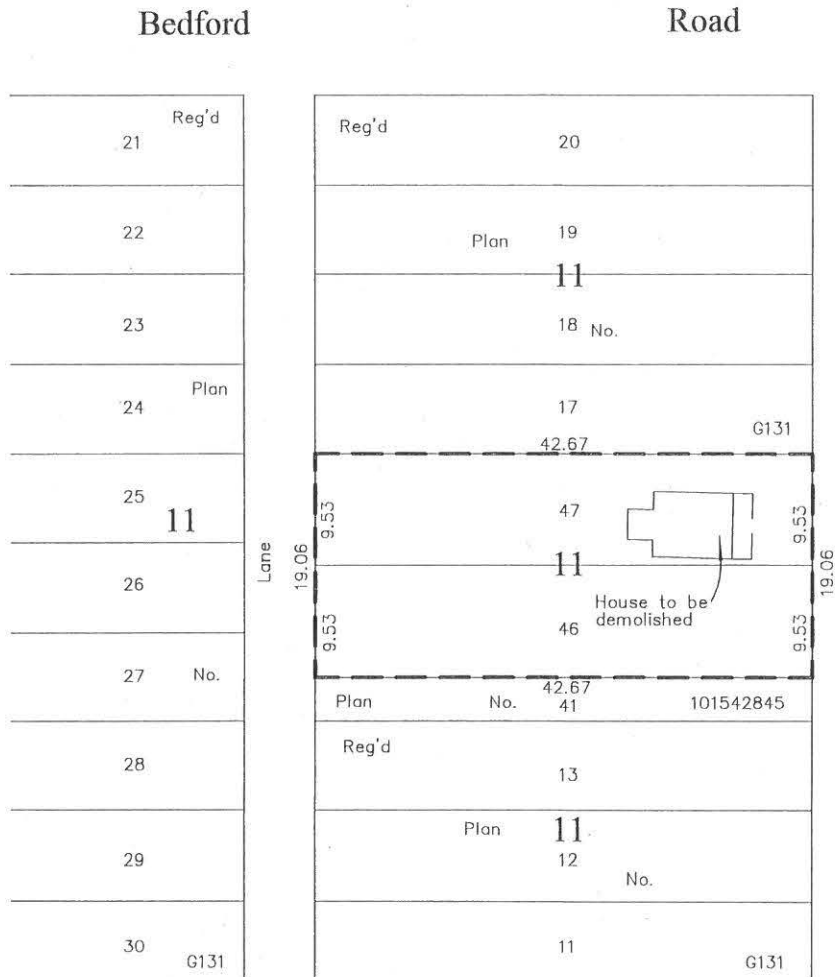 Bedford Road
Reg'd
21
Reg'd
20
22
Plan
19
11
23
18 No.
Plan
24
17
G131
42.67
25
11
9.53
47
9.53
Lane
19.06
11
19.06
26
House to be
demolished
9.53
46
9.53
27 No.
42.67
Plan No. 41 101542845
Reg'd
28
13
Plan
11
29
12
No.
30
G131
11
G131